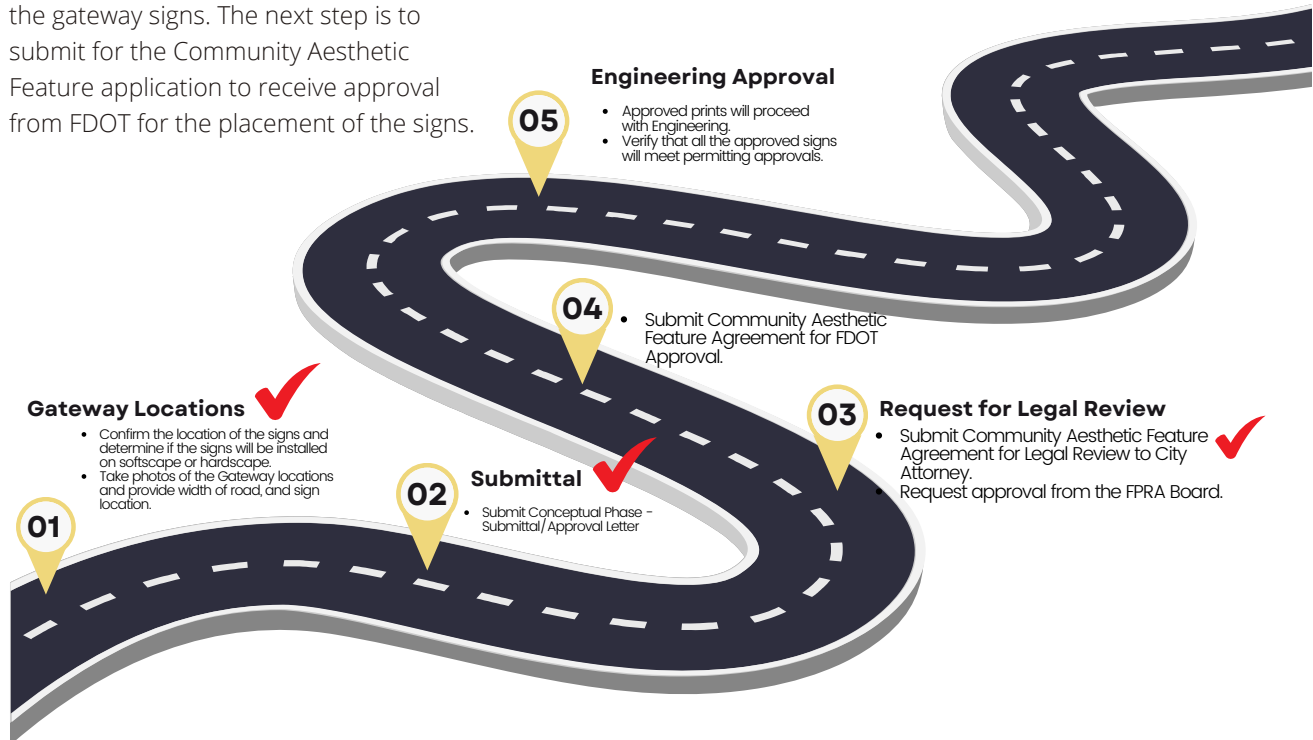 the gateway signs. The next step is to
submit for the Community Aesthetic
Feature application to receive approval
from FDOT for the placement of the signs.
05
Engineering Approval
• Approved prints will proceed
with Engineering.
• Verify that all the approved signs
will meet permitting approvals.
04
• Submit Community Aesthetic
Feature Agreement for FDOT
Approval.
Gateway Locations
• Confirm the location of the signs and
determine if the signs will be installed
on softscape or hardscape.
• Take photos of the Gateway locations
and provide width of road, and sign
location.
01
02
Submittal
• Submit Conceptual Phase -
Submittal/Approval Letter
03
Request for Legal Review
• Submit Community Aesthetic Feature
Agreement for Legal Review to City
Attorney.
• Request approval from the FPRA Board.